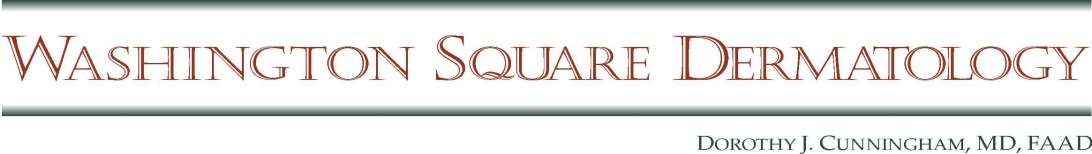 WASHINGTON SQUARE DERMATOLOGY
DOROTHY J. CUNNINGHAM, MD, FAAD